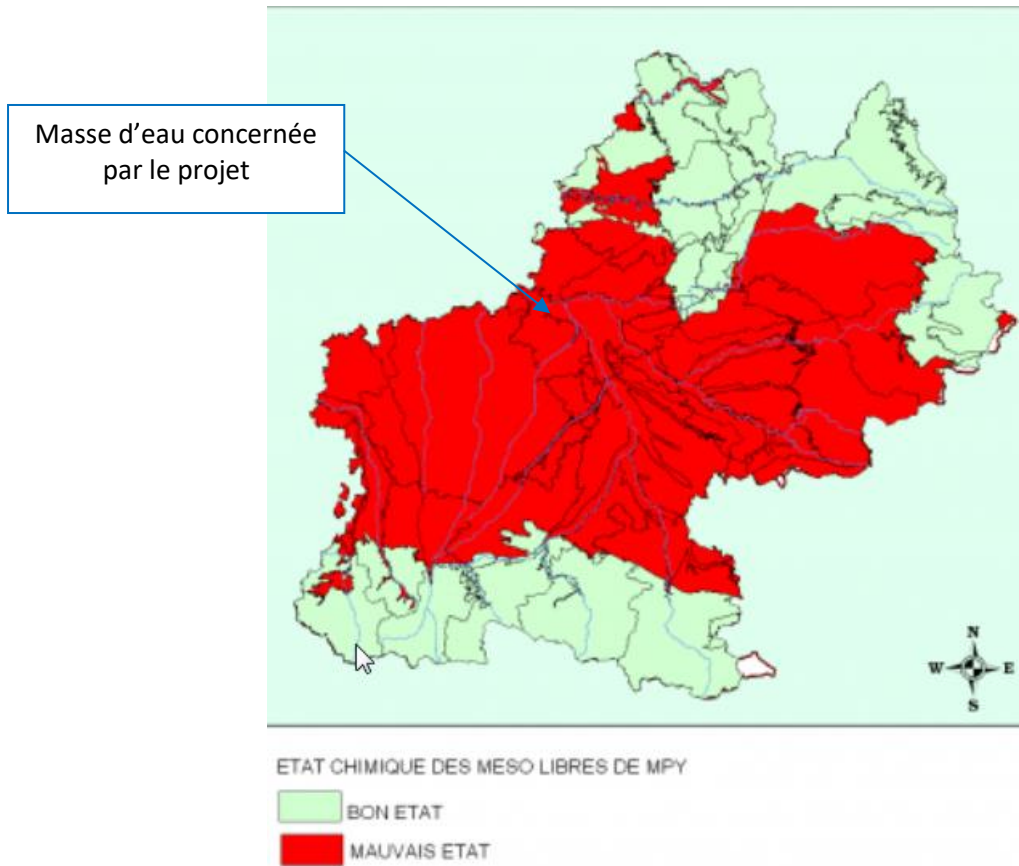 Masse d'eau concernée
par le projet
N
W E
S
ETAT CHIMIQUE DES MESO LIBRES DE MPY
BON ETAT
MAUVAIS ETAT